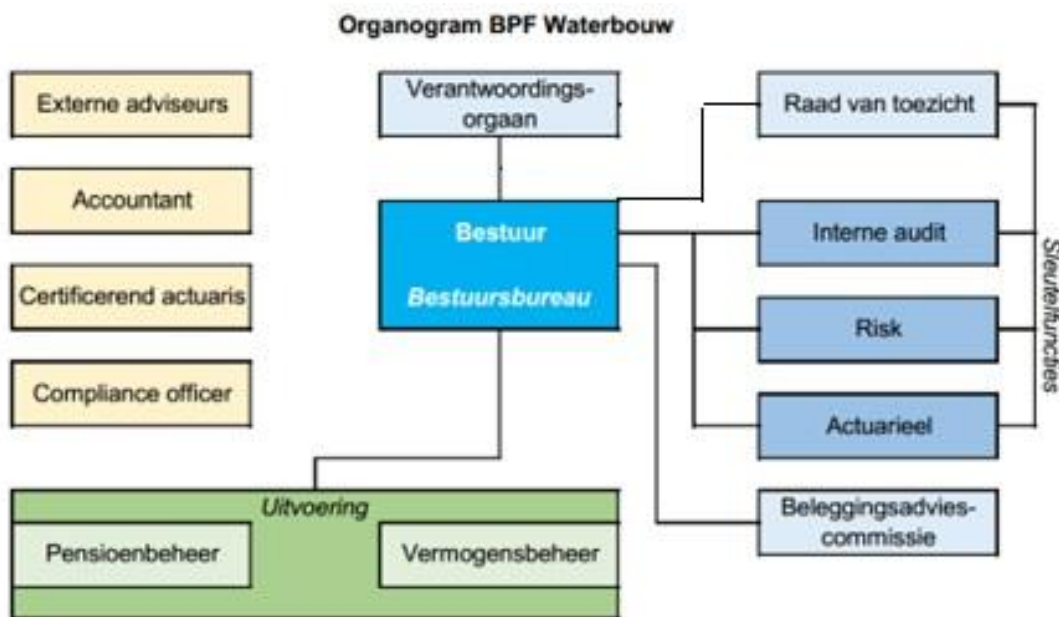 Organogram BPF Waterbouw
Externe adviseurs
Verantwoordings-
orgaan
Raad van toezicht
Accountant
Bestuur
Bestuursbureau
Interne audit
Certificerend actuaris
Risk
Compliance officer
Actuarieel
Sleutelfuncties
Uitvoering
Pensioenbeheer
Vermogensbeheer
Beleggingsadvies-
commissie